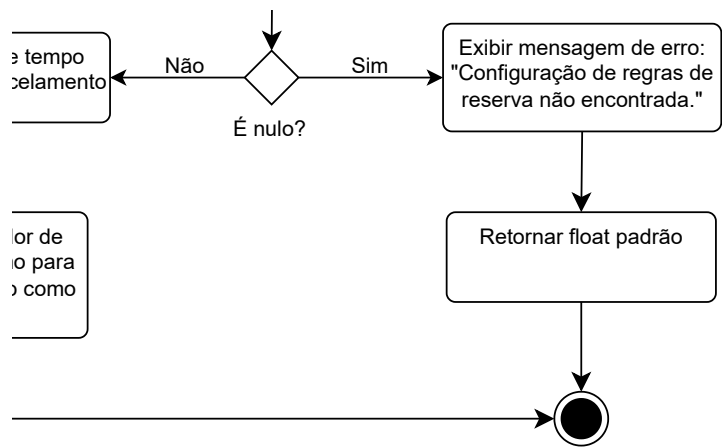 e tempo
celamento
Não
Sim
É nulo?
Exibir mensagem de erro:
"Configuração de regras de
reserva não encontrada."
Retornar float padrão
lor de
o para
o como